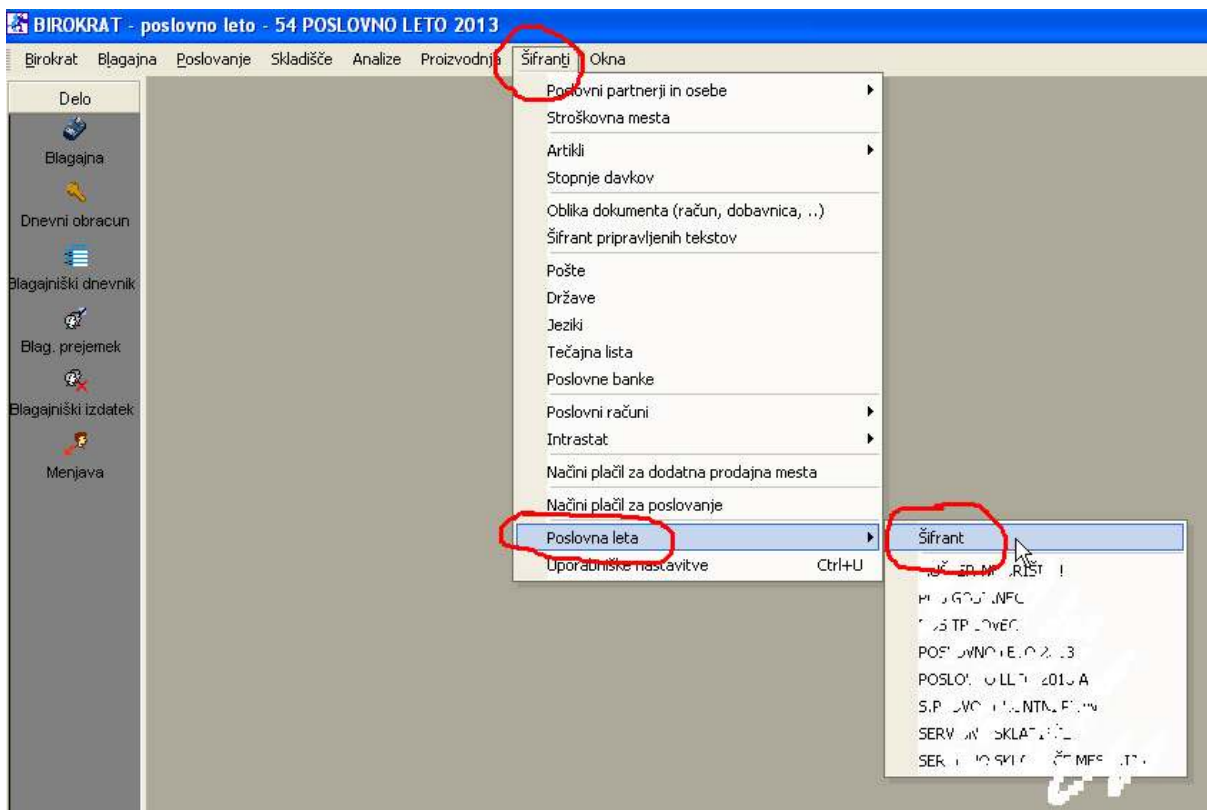 BIROKRAT - poslovno leto - 54 POSLOVNO LETO 2013
Birokrat Blagajna Poslovanje Skladišče Analize Proizvodnja Šifranti Okna
Delo
Blagajna
Dnevni obracun
Blagajniški dnevnik
Blag. prejemek
Blagajniški izdatek
Menjava
Poslovni partnerji in osebe
Stroškovna mesta
Artikli
Stopnje davkov
Oblika dokumenta (račun, dobavnica, ..)
Šifrant pripravljenih tekstov
Pošte
Države
Jeziki
Tečajna lista
Poslovne banke
Poslovni računi
Intrastat
Načini plačil za dodatna prodajna mesta
Načini plačil za poslovanje
Poslovna leta
Uporabniške nastavitve Ctrl+U
Šifrant